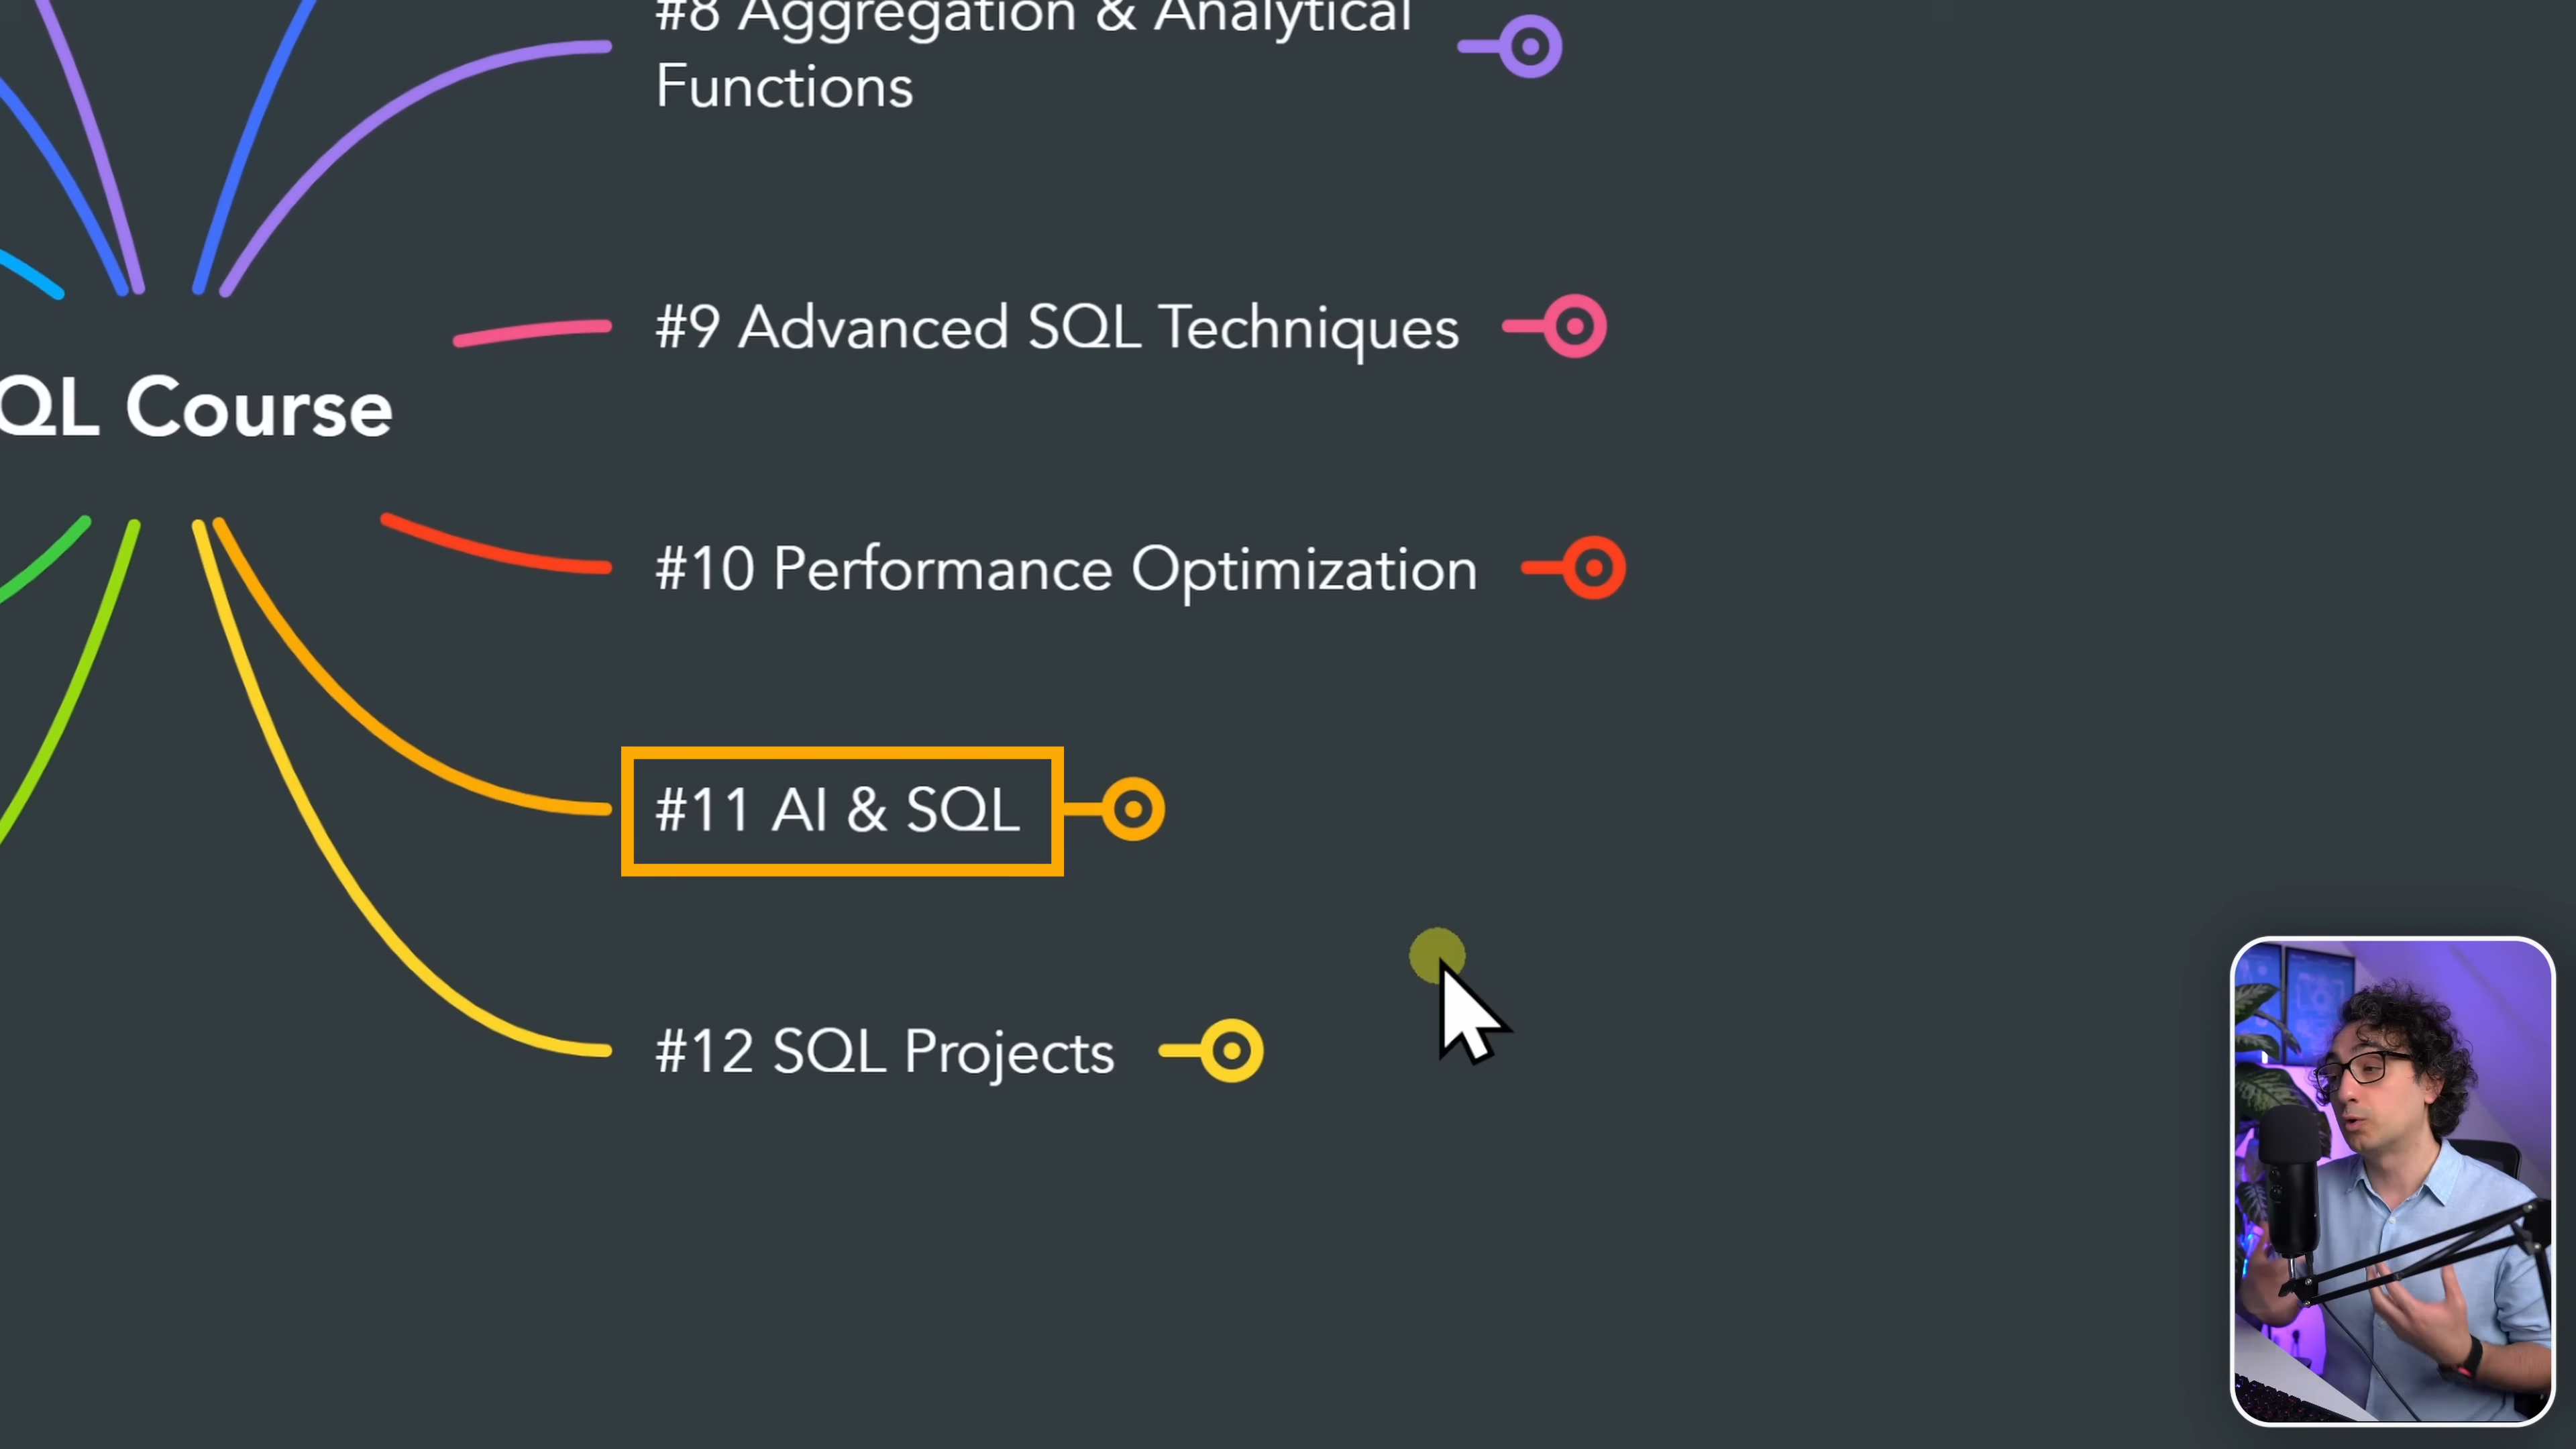 #8 Aggregation & Analytical
Functions
#9 Advanced SQL Techniques
QL Course
#10 Performance Optimization
#11 AI & SQL
#12 SQL Projects